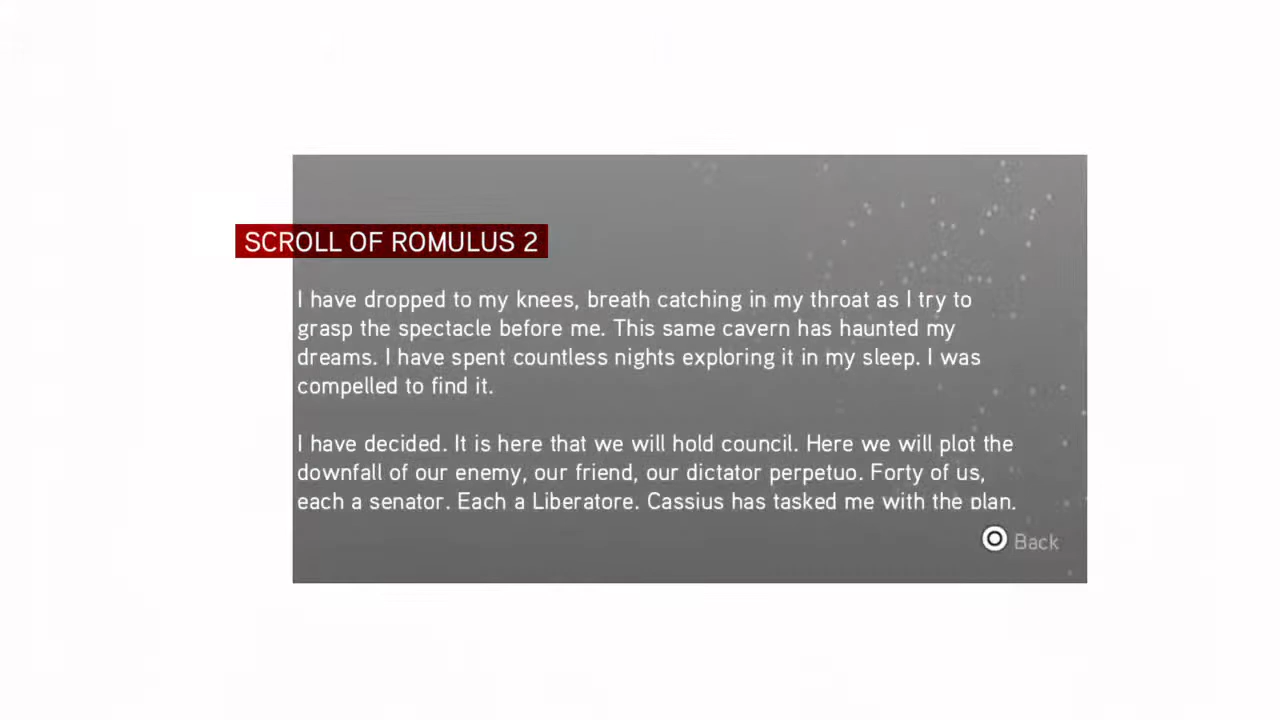 SCROLL OF ROMULUS 2
I have dropped to my knees, breath catching in my throat as I try to
grasp the spectacle before me. This same cavern has haunted my
dreams. I have spent countless nights exploring it in my sleep. I was
compelled to find it.
I have decided. It is here that we will hold council. Here we will plot the
downfall of our enemy, our friend, our dictator perpetuo. Forty of us,
each a senator. Each a Liberatore. Cassius has tasked me with the plan.
Back